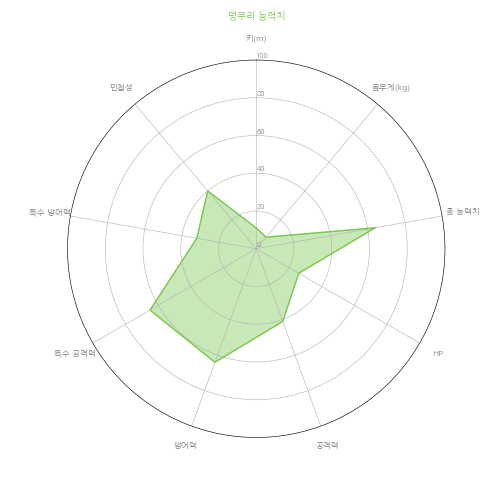 덩쿠리 능력치
키(m)
100
민첩성
몸무게(kg)
80
60
40
특수 방어력
총 능력치
20
0
특수 공격력
HP
방어력
공격력